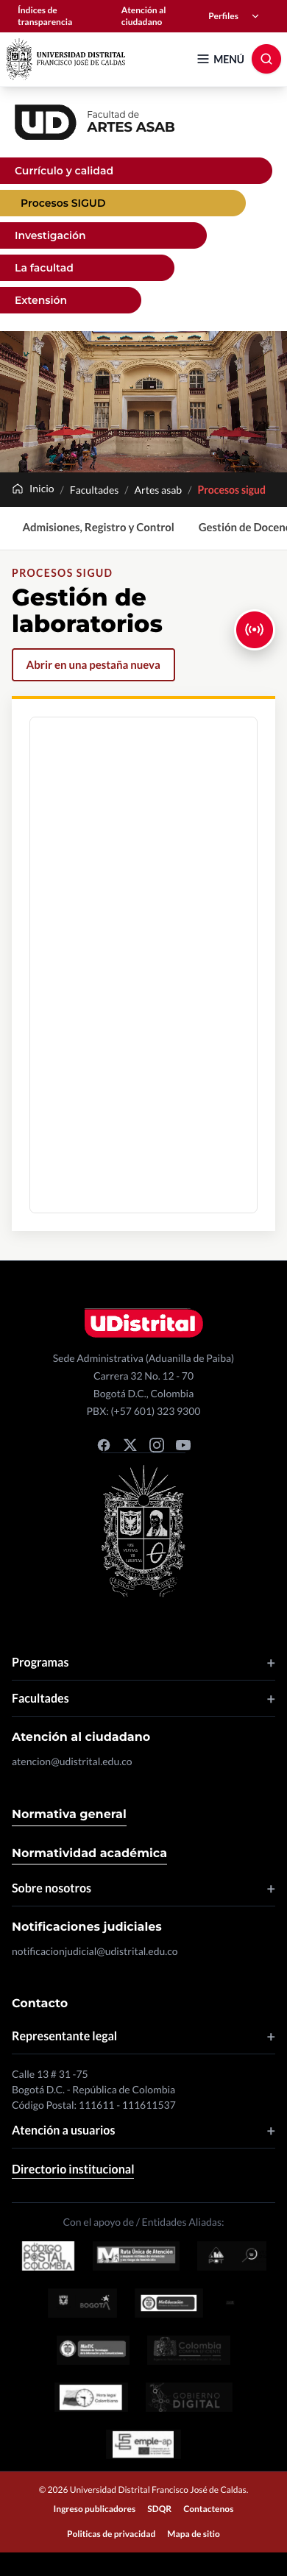 Índices de
transparencia
Atención al
ciudadano
Perfiles
UNIVERSIDAD DISTRITAL
FRANCISCO JOSÉ DE CALDAS
MENÚ
UD
Facultad de
ARTES ASAB
Currículo y calidad
Procesos SIGUD
Investigación
La facultad
Extensión
Inicio / Facultades / Artes asab / Procesos sigud
Admisiones, Registro y Control
Gestión de Docen
PROCESOS SIGUD
Gestión de
laboratorios
Abrir en una pestaña nueva
UDistrital
Sede Administrativa (Aduanilla de Paiba)
Carrera 32 No. 12 - 70
Bogotá D.C., Colombia
PBX: (+57 601) 323 9300
Programas +
Facultades +
Atención al ciudadano
atencion@udistrital.edu.co
Normativa general
Normatividad académica
Sobre nosotros +
Notificaciones judiciales
notificacionjudicial@udistrital.edu.co
Contacto
Representante legal +
Calle 13 # 31 -75
Bogotá D.C. - República de Colombia
Código Postal: 111611 - 111611537
Atención a usuarios +
Directorio institucional
Con el apoyo de / Entidades Aliadas:
CÓDIGO
POSTAL
COLOMBIA
Ruta Única de Atención
BOGOTÁ
MinEducación
MinTIC
Colombia
GOBIERNO
DIGITAL
emple-ap
© 2026 Universidad Distrital Francisco José de Caldas.
Ingreso publicadores
SDQR
Contactenos
Politicas de privacidad
Mapa de sitio